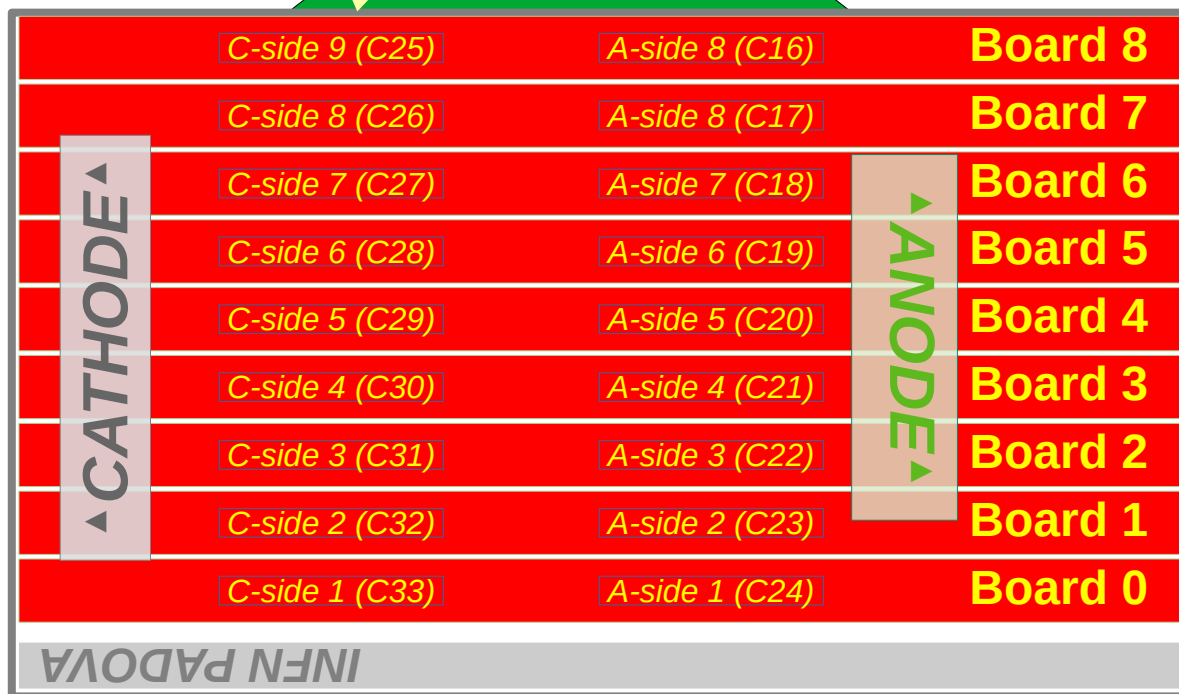 C-side 9 (C25) A-side 8 (C16) Board 8
C-side 8 (C26) A-side 8 (C17) Board 7
C-side 7 (C27) A-side 7 (C18) Board 6
C-side 6 (C28) A-side 6 (C19) Board 5
C-side 5 (C29) A-side 5 (C20) Board 4
C-side 4 (C30) A-side 4 (C21) Board 3
C-side 3 (C31) A-side 3 (C22) Board 2
C-side 2 (C32) A-side 2 (C23) Board 1
C-side 1 (C33) A-side 1 (C24) Board 0
▲CATHODE▲
▲ANODE▲
INFN PADOVA